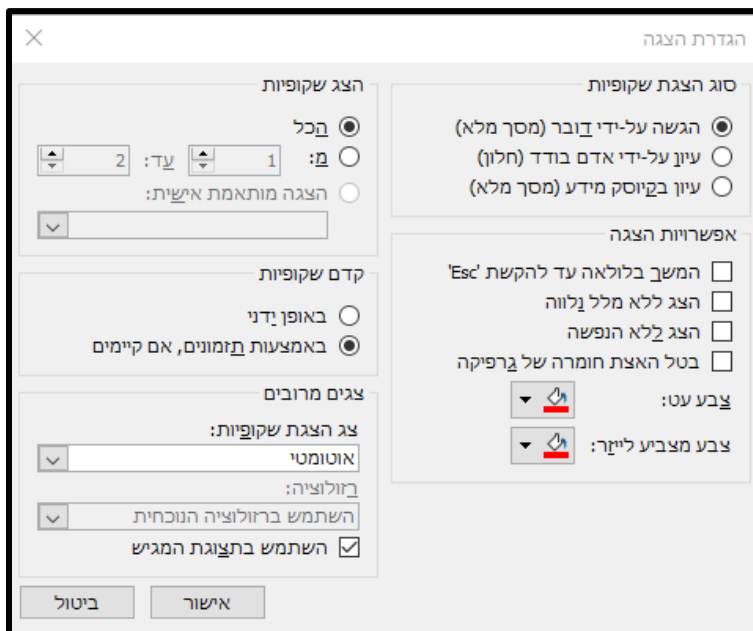 הגדרת הצגה
סוג הצגת שקופיות
הגשה על-ידי דובר (מסך מלא)
עיון על-ידי אדם בודד (חלון)
עיון בקיוסק מידע (מסך מלא)
אפשרויות הצגה
המשך בלולאה עד להקשת 'Esc'
הצג ללא מלל נלווה
הצג ללא הנפשה
בטל האצת חומרה של גרפיקה
צבע עט:
צבע מצביע לייזר:
הצג שקופיות
הכל
מ: 1 עד: 2
הצגה מותאמת אישית:
קדם שקופיות
באופן ידני
באמצעות תזמונים, אם קיימים
צגים מרובים
צג הצגת שקופיות:
אוטומטי
רזולוציה:
השתמש ברזולוציה הנוכחית
השתמש בתצוגת המגיש
אישור ביטול